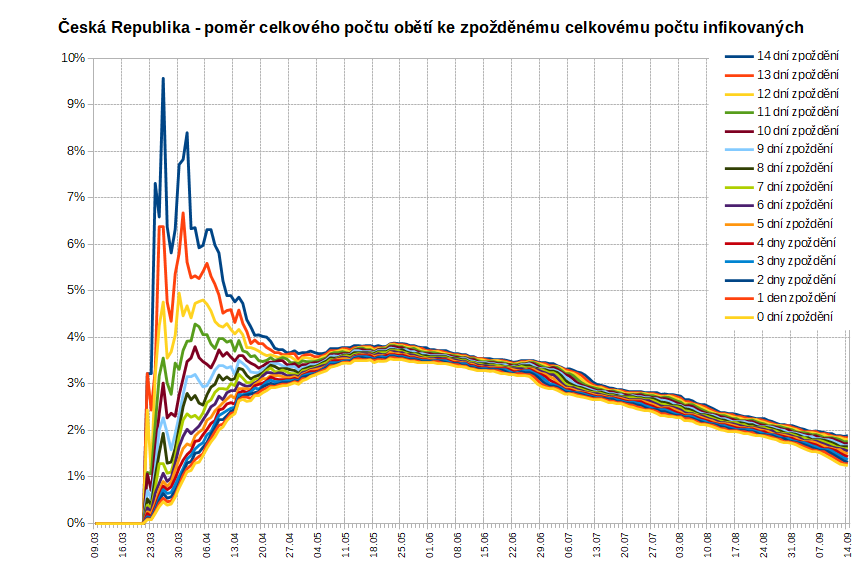 Česká Republika - poměr celkového počtu obětí ke zpožděnému celkovému počtu infikovaných
10%
9%
8%
7%
6%
5%
4%
3%
2%
1%
0%
14 dní zpoždění
13 dní zpoždění
12 dní zpoždění
11 dní zpoždění
10 dní zpoždění
9 dní zpoždění
8 dní zpoždění
7 dní zpoždění
6 dní zpoždění
5 dní zpoždění
4 dny zpoždění
3 dny zpoždění
2 dny zpoždění
1 den zpoždění
0 dní zpoždění
09.03
16.03
23.03
30.03
06.04
13.04
20.04
27.04
04.05
11.05
18.05
25.05
01.06
08.06
15.06
22.06
29.06
06.07
13.07
20.07
27.07
03.08
10.08
17.08
24.08
31.08
07.09
14.09